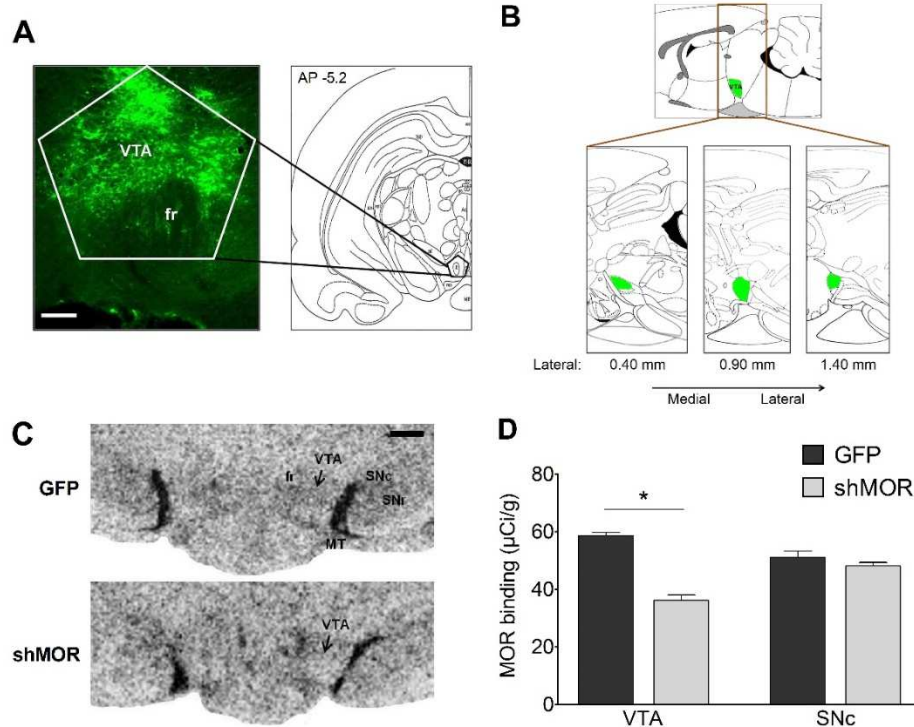 A
VTA
fr
AP -5.2
B
VTA
Lateral: 0.40 mm 0.90 mm 1.40 mm
Medial Lateral
C
GFP
fr VTA SNc
SNr
MT
shMOR
VTA
D
GFP
shMOR
MOR binding (µCi/g)
80
60
40
20
0
*
VTA SNc